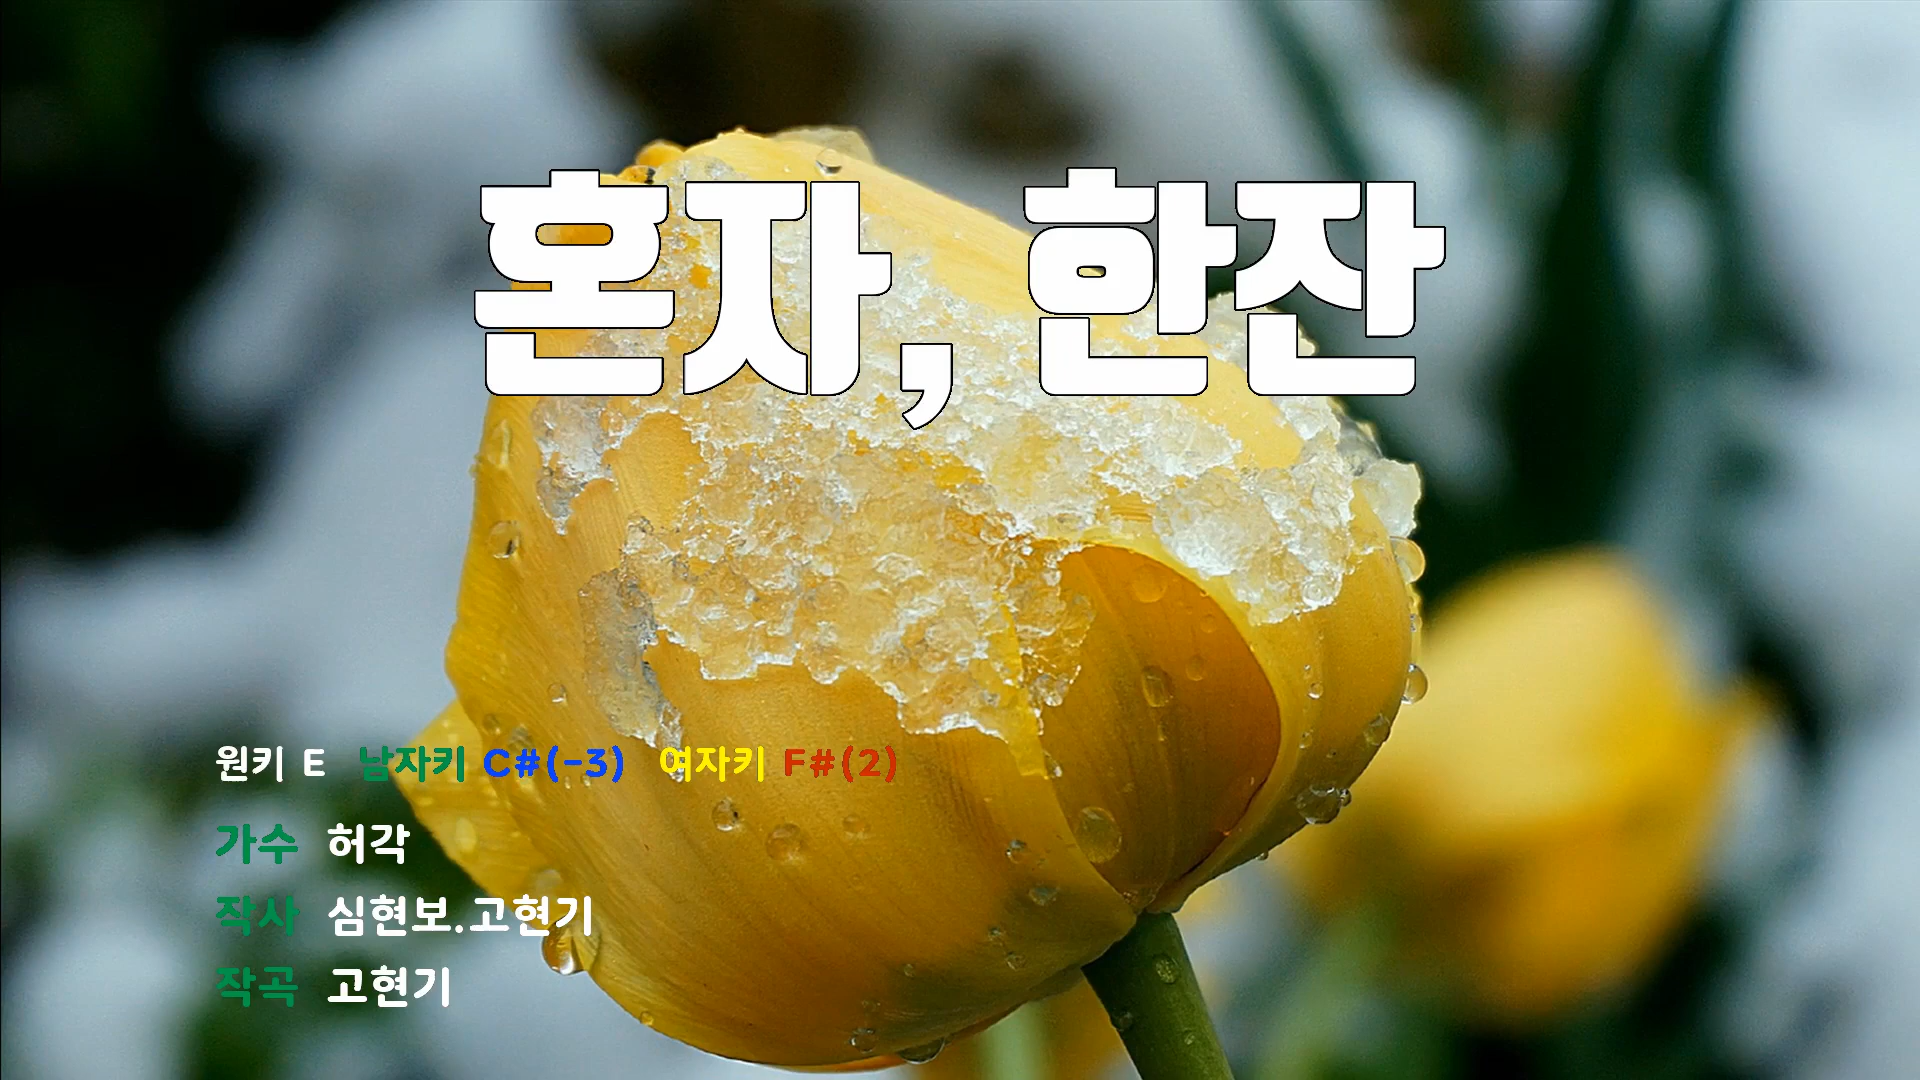 혼자, 한잔
원키 E 남자키 C#(-3) 여자키 F#(2)
가수 허각
작사 심현보.고현기
작곡 고현기